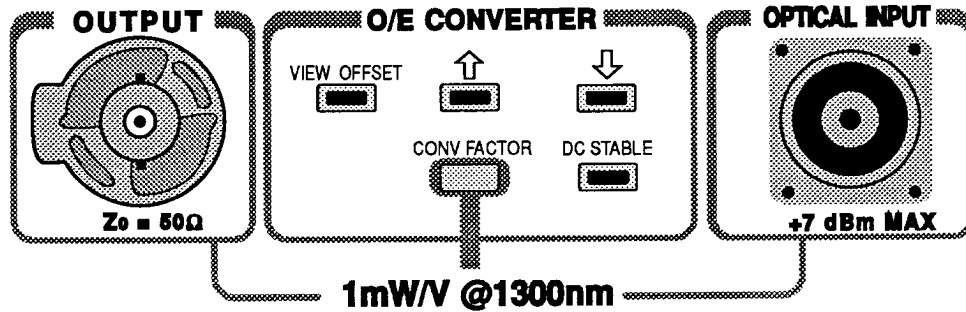 OUTPUT
O/E CONVERTER
OPTICAL INPUT
VIEW OFFSET
CONV FACTOR
DC STABLE
Zo = 50Ω
+7 dBm MAX
1mW/V @1300nm